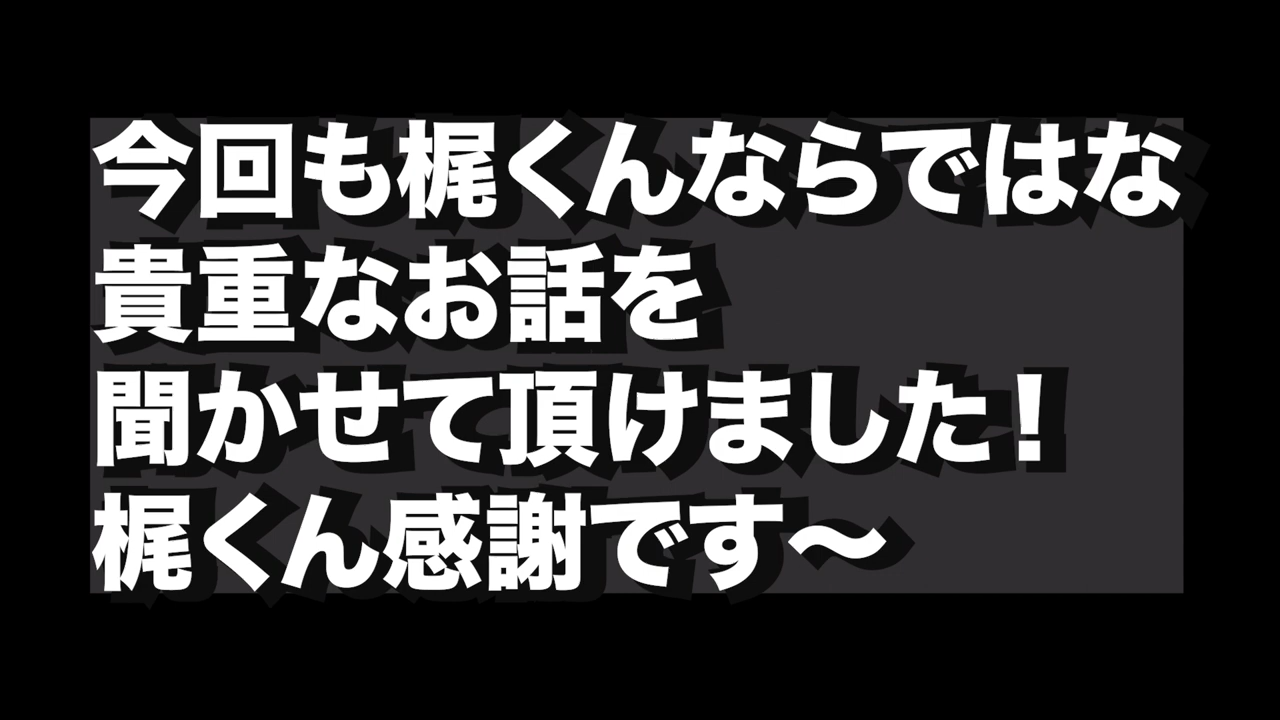 今回も梶くんならではな
貴重なお話を
聞かせて頂けました！
梶くん感謝です〜